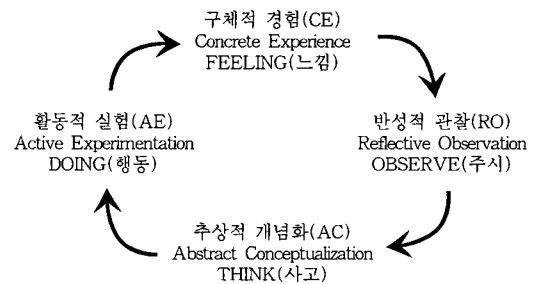 구체적 경험(CE)
Concrete Experience
FEELING(느낌)
활동적 실험(AE)
Active Experimentation
DOING(행동)
반성적 관찰(RO)
Reflective Observation
OBSERVE(주시)
추상적 개념화(AC)
Abstract Conceptualization
THINK(사고)